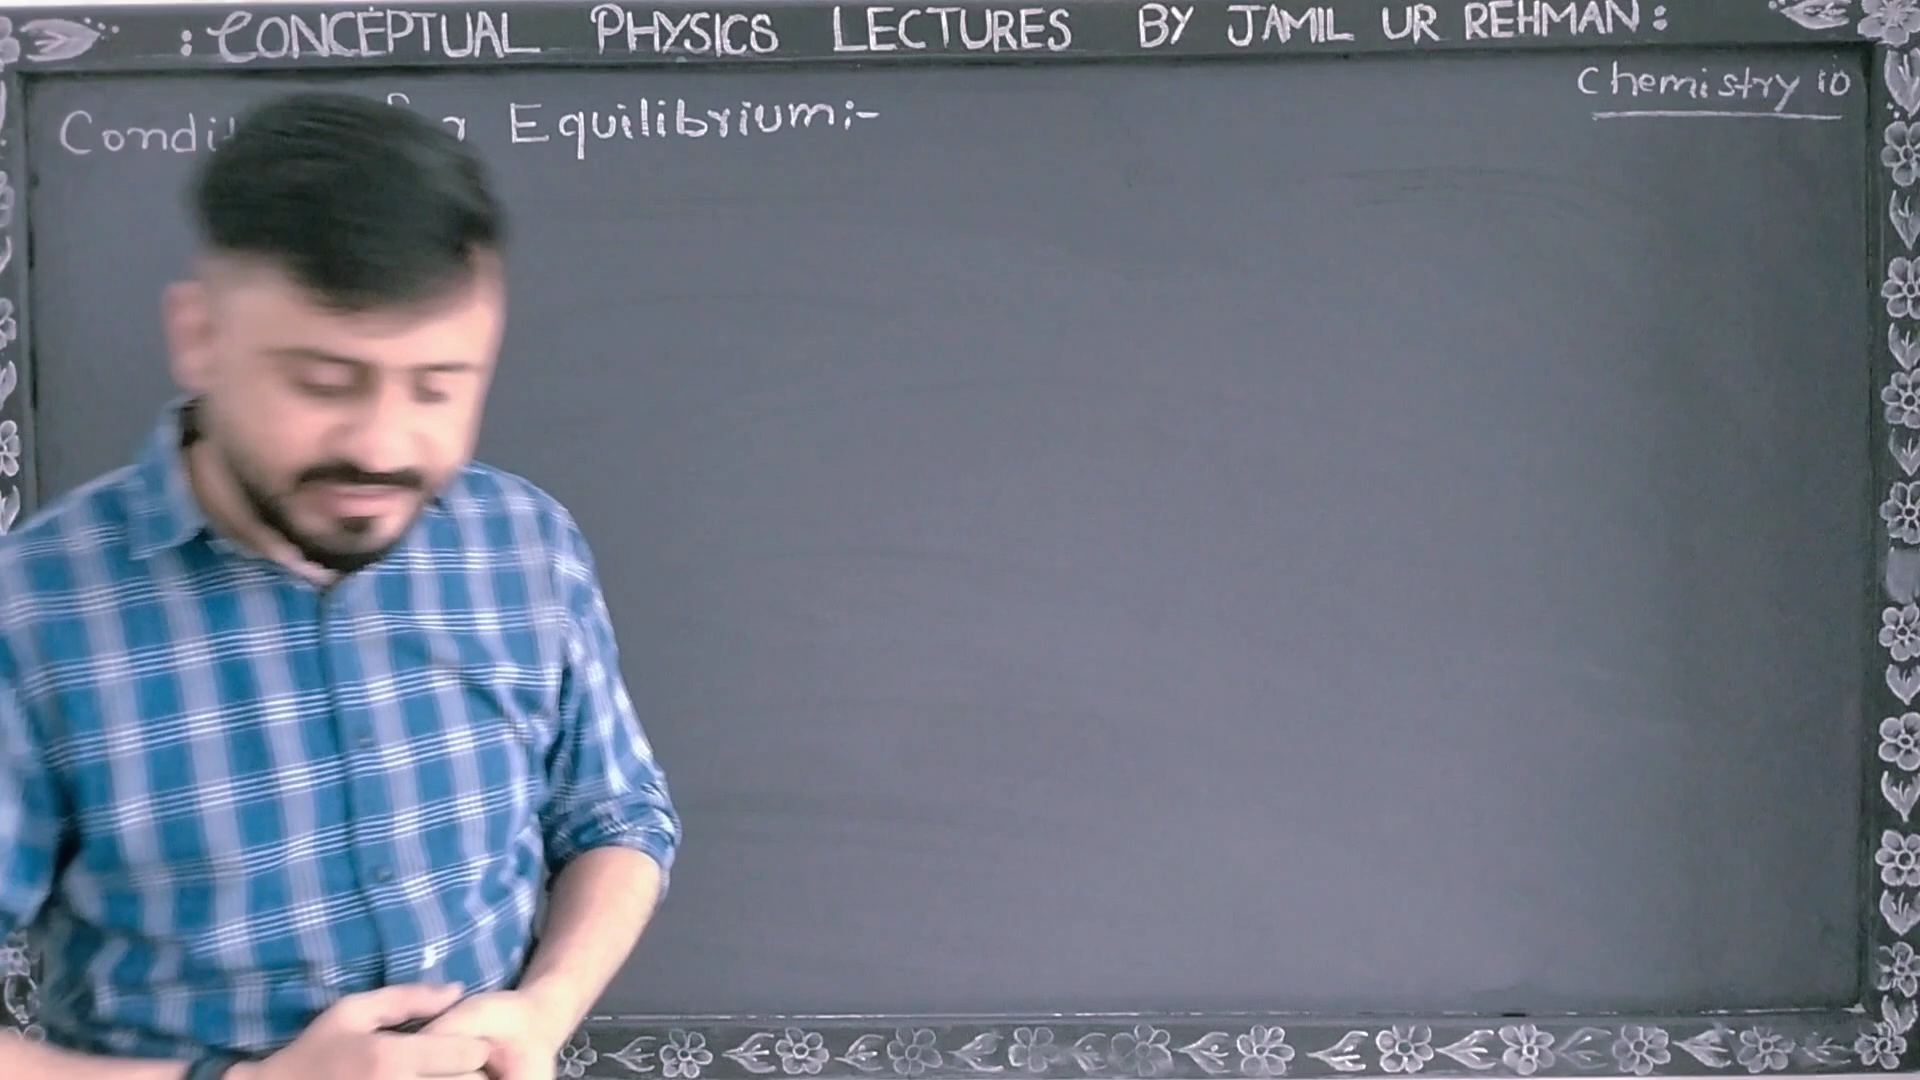 : CONCEPTUAL PHYSICS LECTURES BY JAMIL UR REHMAN :
Chemistry 10
Equilibrium:-